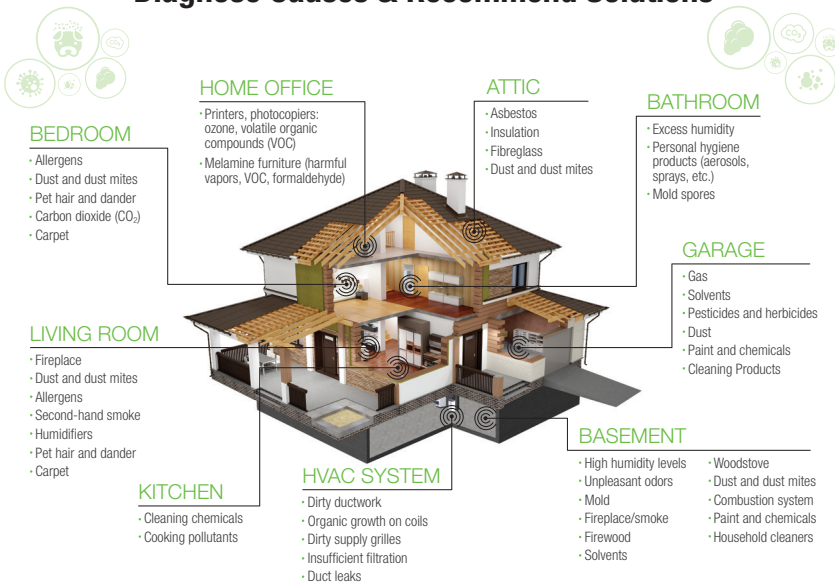 Diagnose Causes & Recommend Solutions
CO₂
CO₂
HOME OFFICE
· Printers, photocopiers:
ozone, volatile organic
compounds (VOC)
· Melamine furniture (harmful
vapors, VOC, formaldehyde)
ATTIC
· Asbestos
· Insulation
· Fibreglass
· Dust and dust mites
BATHROOM
· Excess humidity
· Personal hygiene
products (aerosols,
sprays, etc.)
· Mold spores
BEDROOM
· Allergens
· Dust and dust mites
· Pet hair and dander
· Carbon dioxide (CO₂)
· Carpet
GARAGE
· Gas
· Solvents
· Pesticides and herbicides
· Dust
· Paint and chemicals
· Cleaning Products
LIVING ROOM
· Fireplace
· Dust and dust mites
· Allergens
· Second-hand smoke
· Humidifiers
· Pet hair and dander
· Carpet
KITCHEN
· Cleaning chemicals
· Cooking pollutants
HVAC SYSTEM
· Dirty ductwork
· Organic growth on coils
· Dirty supply grilles
· Insufficient filtration
· Duct leaks
BASEMENT
· High humidity levels
· Unpleasant odors
· Mold
· Fireplace/smoke
· Firewood
· Solvents
· Woodstove
· Dust and dust mites
· Combustion system
· Paint and chemicals
· Household cleaners